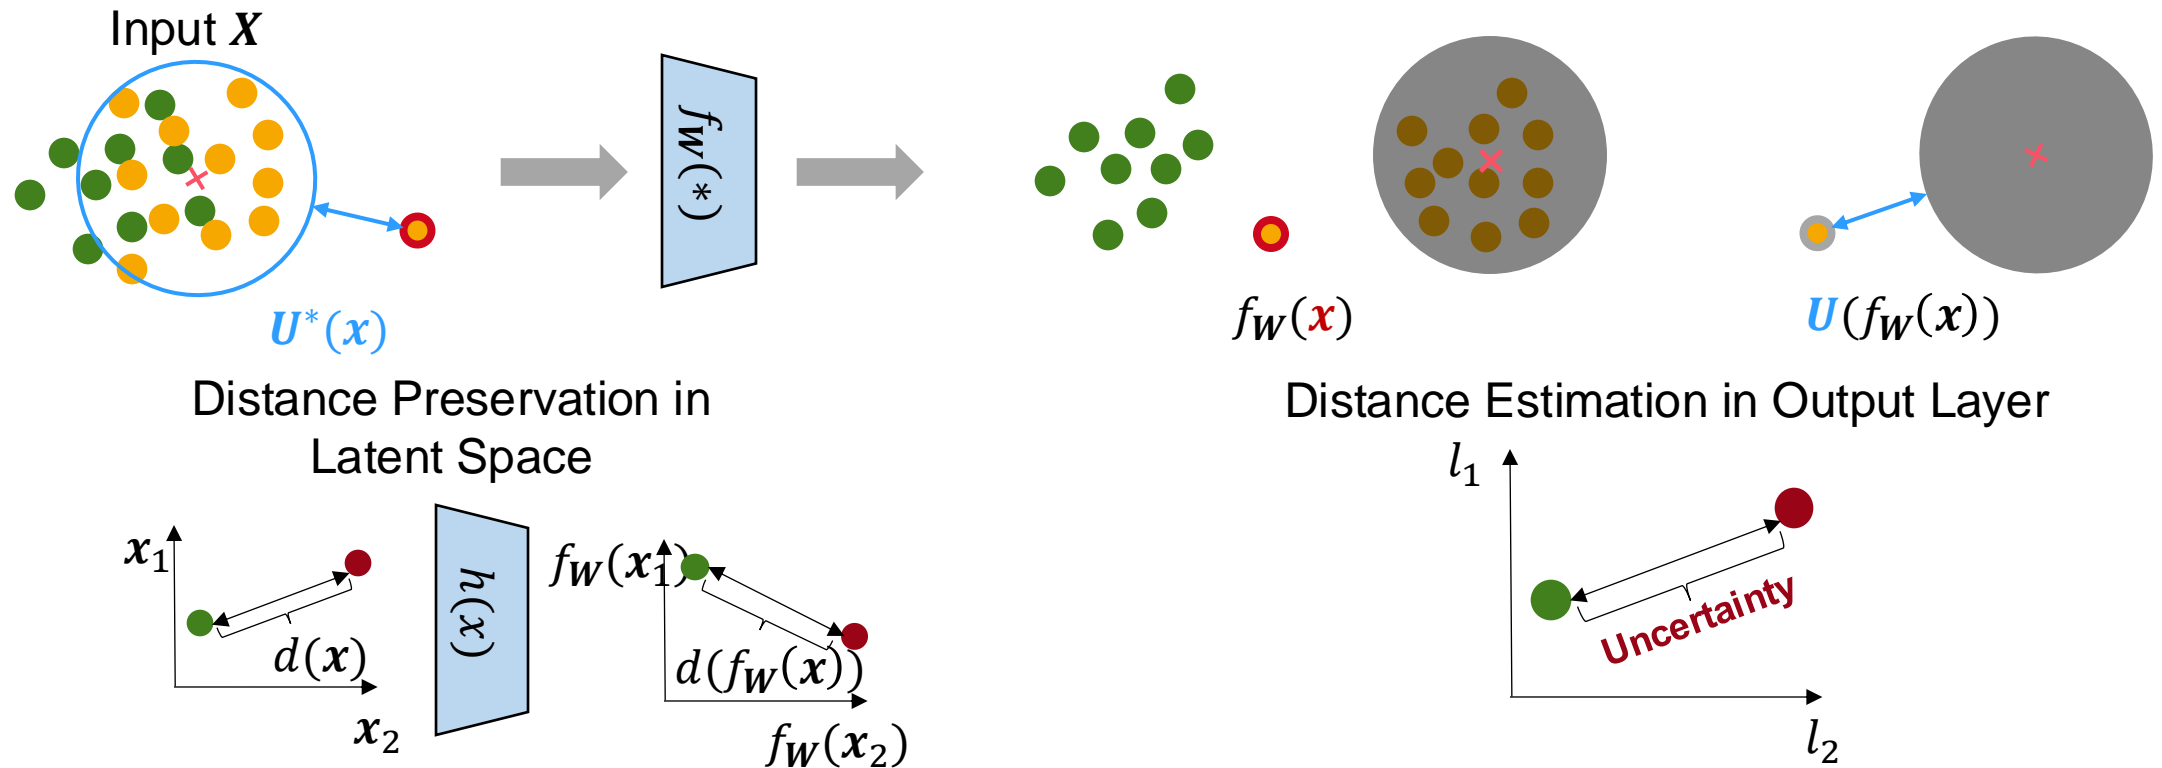 Input X
f_W(*)
U*(x)
f_W(x)
U(f_W(x))
Distance Preservation in
Latent Space
Distance Estimation in Output Layer
x_1
d(x)
x_2
h(x)
f_W(x_1)
d(f_W(x))
f_W(x_2)
l_1
Uncertainty
l_2